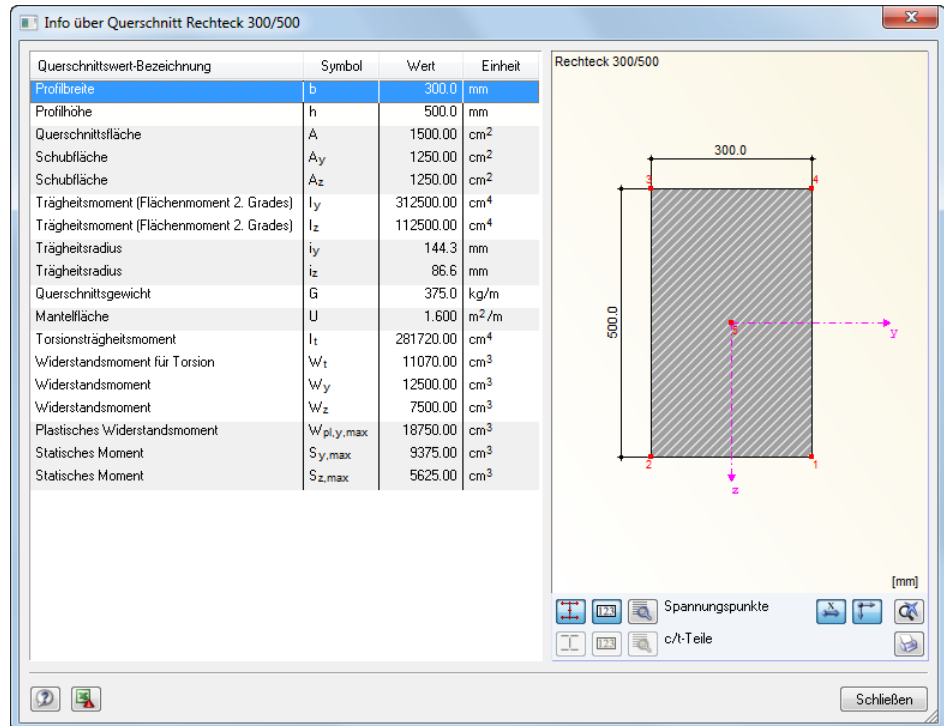 Info über Querschnitt Rechteck 300/500
Querschnittswert-Bezeichnung Symbol Wert Einheit
Profilbreite b 300.0 mm
Profilhöhe h 500.0 mm
Querschnittsfläche A 1500.00 cm²
Schubfläche Ay 1250.00 cm²
Schubfläche Az 1250.00 cm²
Trägheitsmoment (Flächenmoment 2. Grades) Iy 312500.00 cm⁴
Trägheitsmoment (Flächenmoment 2. Grades) Iz 112500.00 cm⁴
Trägheitsradius iy 144.3 mm
Trägheitsradius iz 86.6 mm
Querschnittsgewicht G 375.0 kg/m
Mantelfläche U 1.600 m²/m
Torsionsträgheitsmoment It 281720.00 cm⁴
Widerstandsmoment für Torsion Wt 11070.00 cm³
Widerstandsmoment Wy 12500.00 cm³
Widerstandsmoment Wz 7500.00 cm³
Plastisches Widerstandsmoment Wpl,y,max 18750.00 cm³
Statisches Moment Sy,max 9375.00 cm³
Statisches Moment Sz,max 5625.00 cm³
Rechteck 300/500
300.0
3 4
500.0
5
y
2 1
z
[mm]
123 Spannungspunkte x
123 c/t-Teile
Schließen